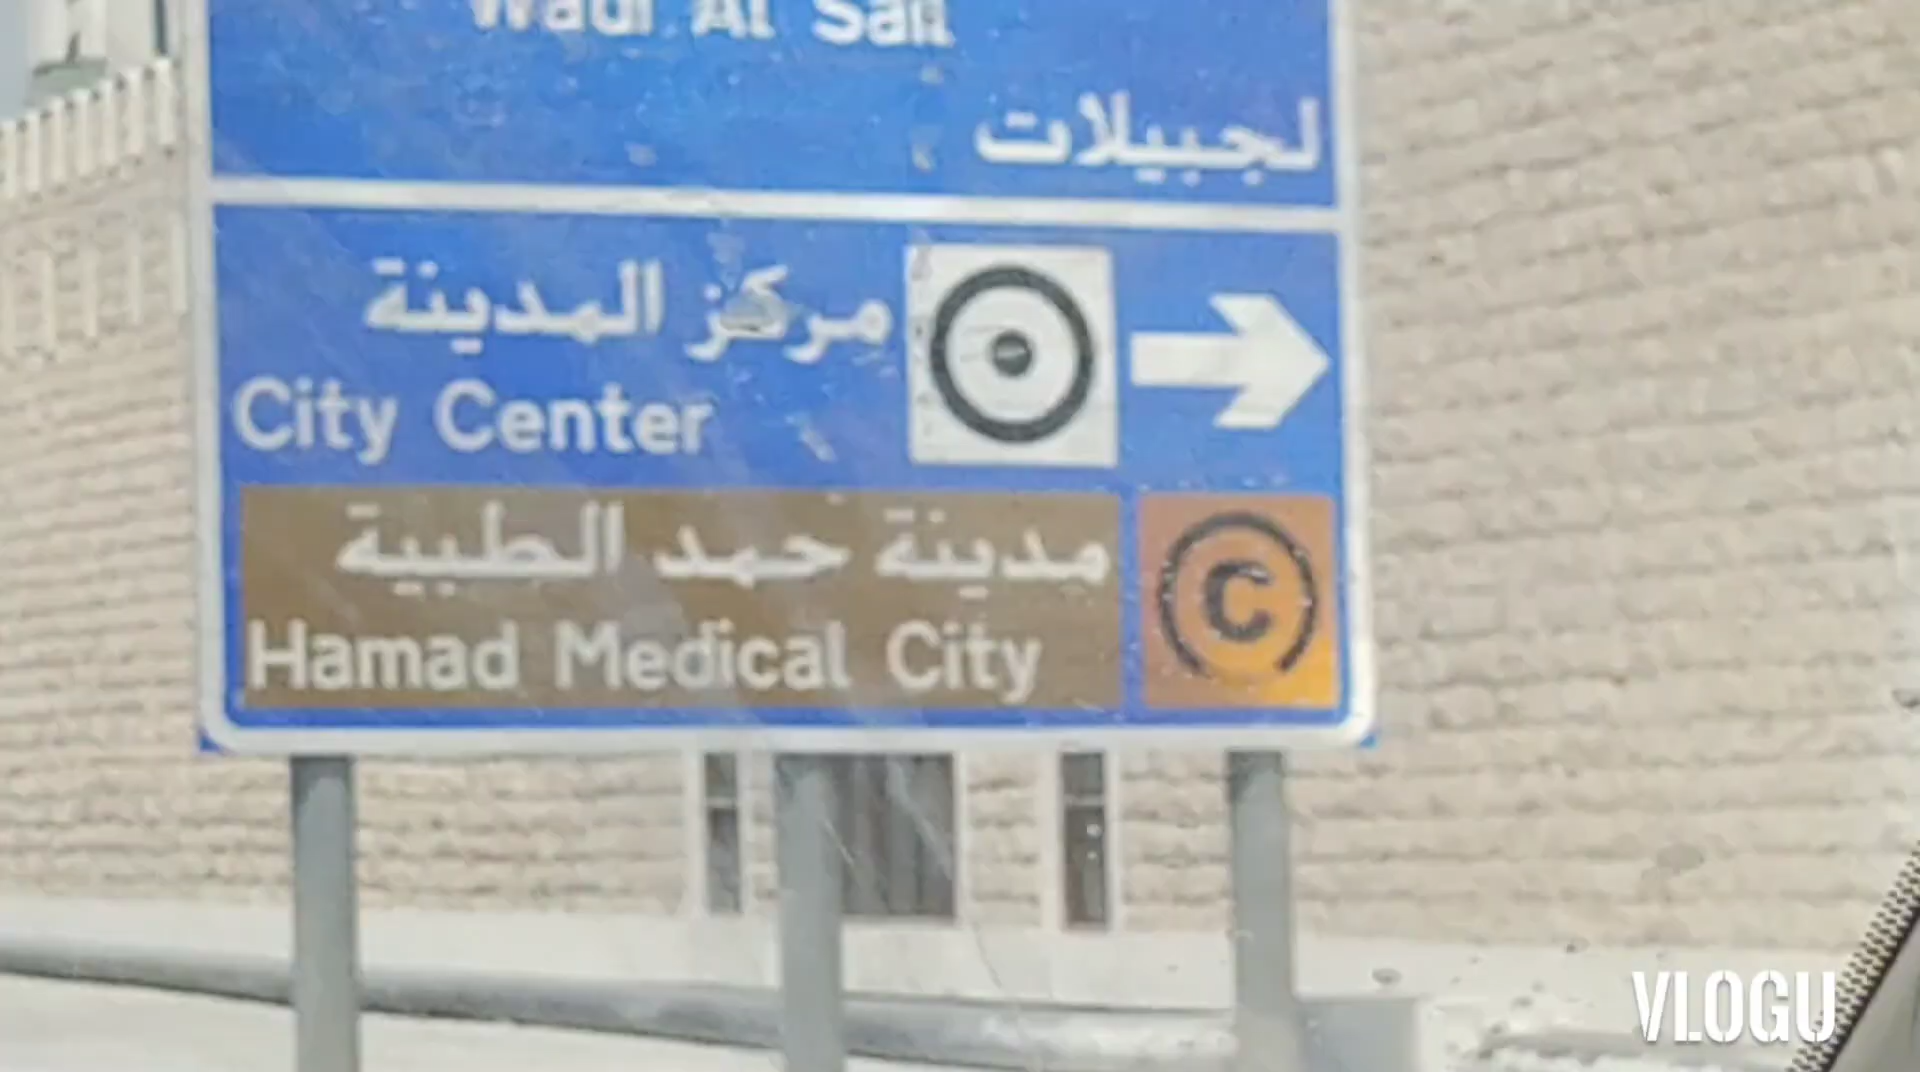 Wadi Al Sail
لجبيلات
مركز المدينة
City Center
مدينة حمد الطبية
Hamad Medical City
C
VLOGU